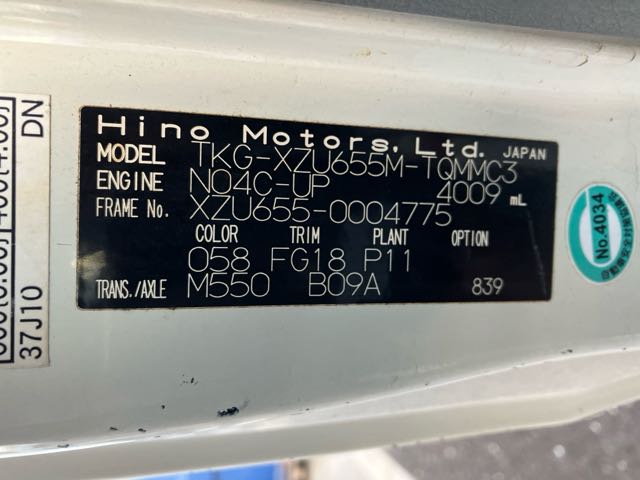 Hino Motors, Ltd. JAPAN
MODEL TKG-XZU655M-TQMMC3
ENGINE N04C-UP 4009 mL
FRAME No. XZU655-0004775
COLOR TRIM PLANT OPTION
058 FG18 P11
TRANS./AXLE M550 B09A 839
No.4034
DN
37J10